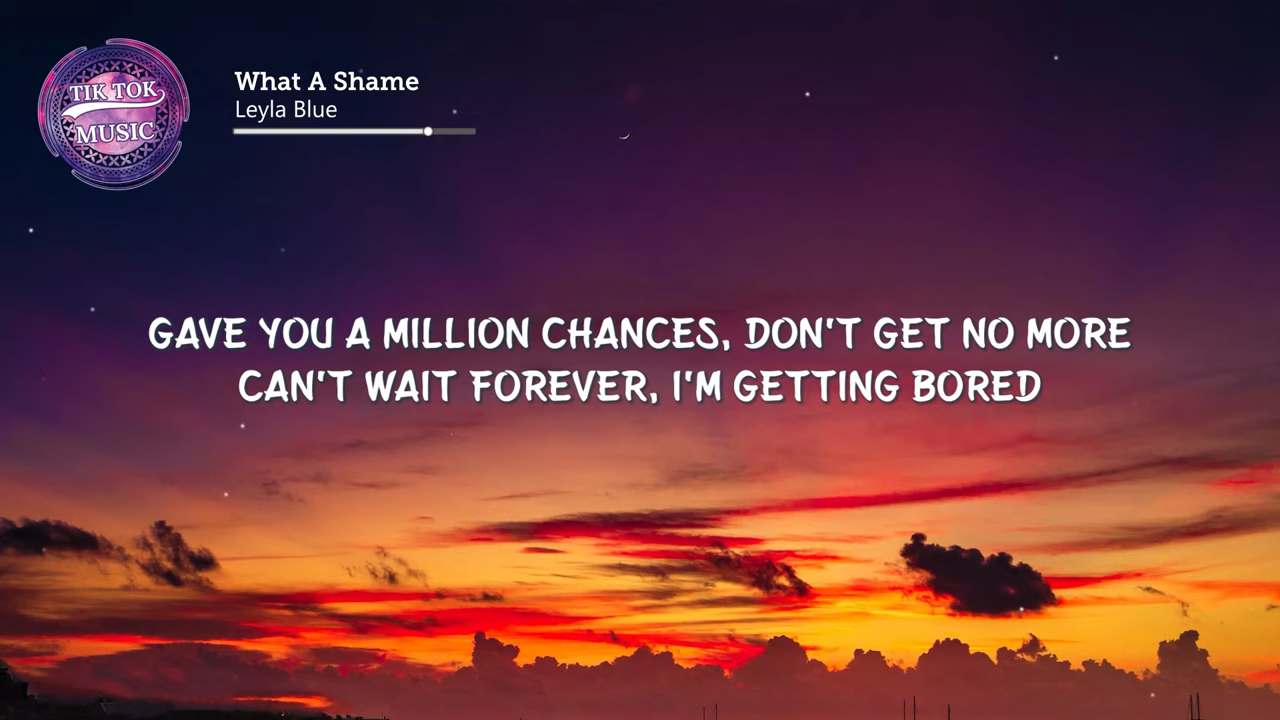 TIK TOK
MUSIC
What A Shame
Leyla Blue
GAVE YOU A MILLION CHANCES, DON'T GET NO MORE
CAN'T WAIT FOREVER, I'M GETTING BORED